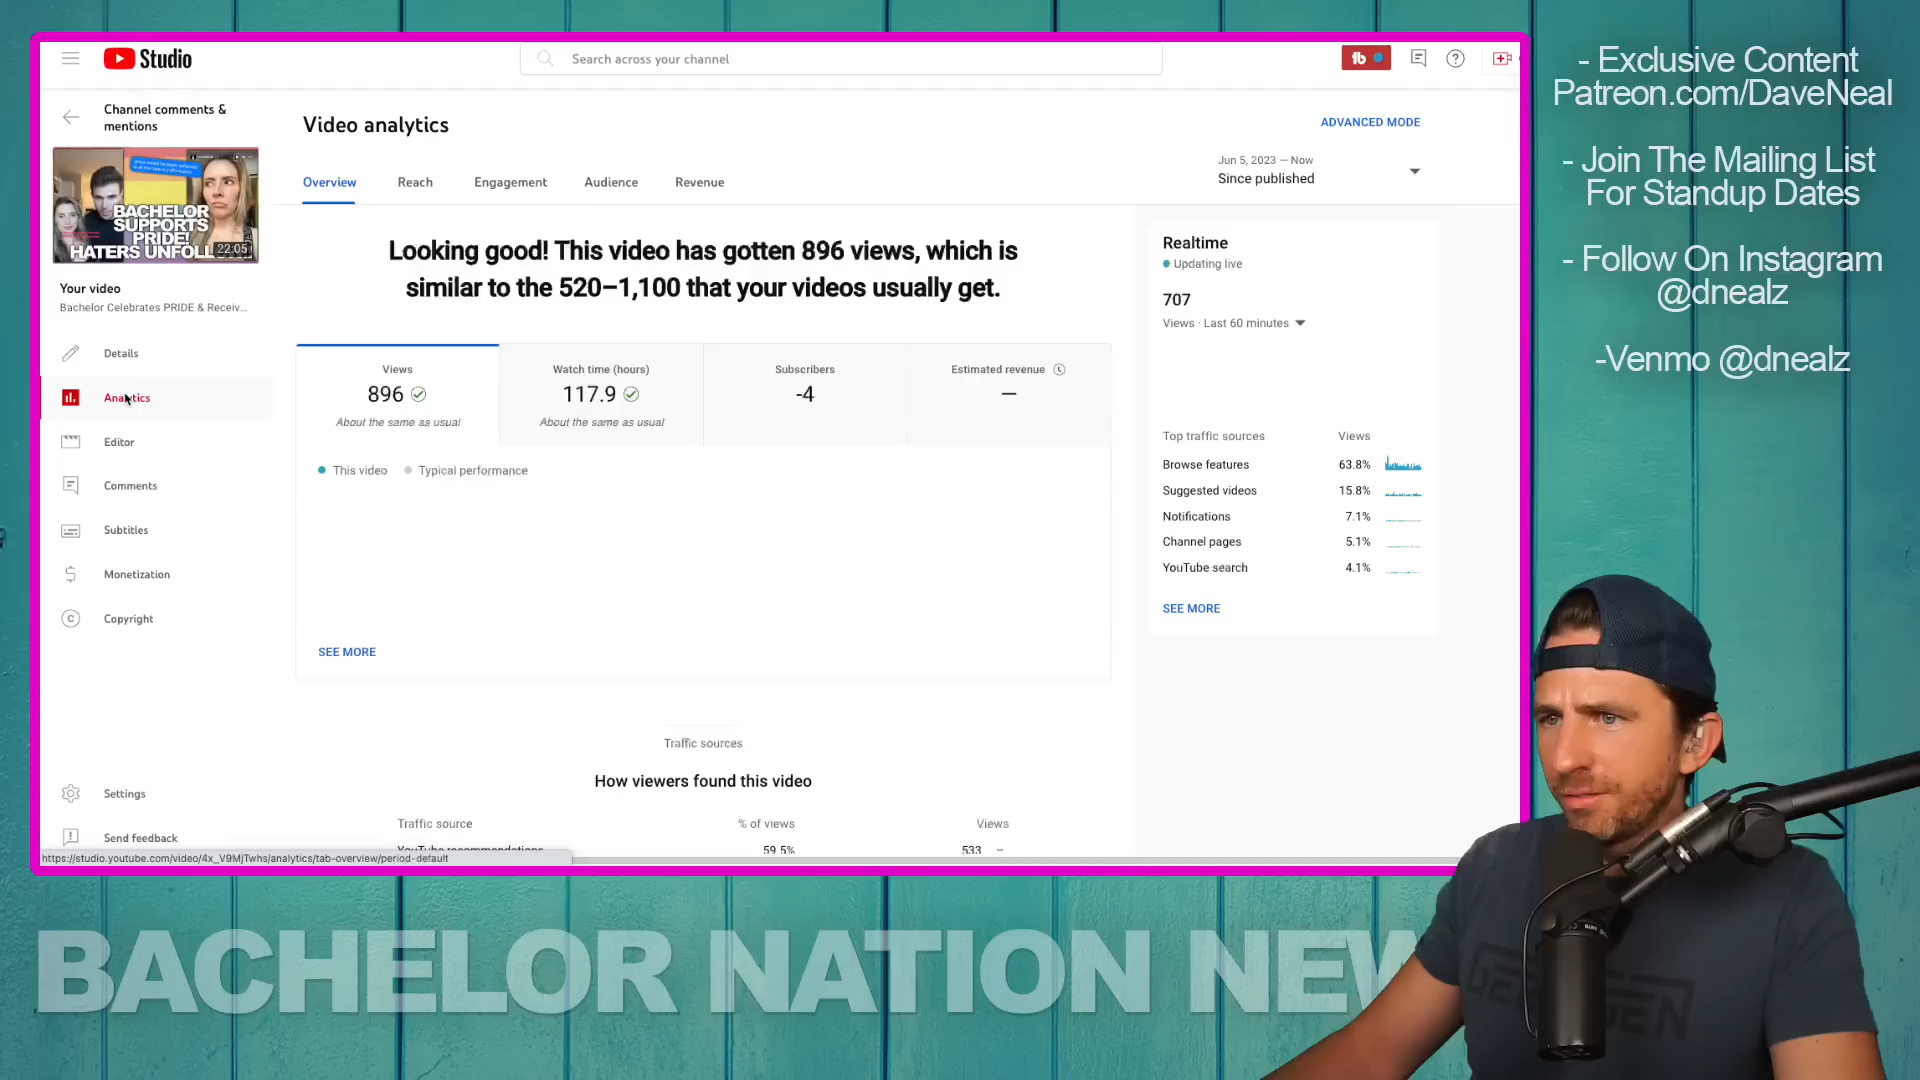 Studio
Search across your channel
Channel comments &
mentions
BACHELOR
SUPPORTS
PRIDE!
HATERS UNFOLL
22:05
Your video
Bachelor Celebrates PRIDE & Receiv...
Details
Analytics
Editor
Comments
Subtitles
Monetization
Copyright
Settings
Send feedback
https://studio.youtube.com/video/4x_V9MjTwhs/analytics/tab-overview/period-default
Video analytics
ADVANCED MODE
Overview Reach Engagement Audience Revenue
Jun 5, 2023 — Now
Since published
Looking good! This video has gotten 896 views, which is
similar to the 520–1,100 that your videos usually get.
Views
896
About the same as usual
Watch time (hours)
117.9
About the same as usual
Subscribers
-4
Estimated revenue
—
This video Typical performance
SEE MORE
Traffic sources
How viewers found this video
Traffic source % of views Views
YouTube recommendations 59.5% 533 —
Realtime
Updating live
707
Views · Last 60 minutes
Top traffic sources Views
Browse features 63.8%
Suggested videos 15.8%
Notifications 7.1%
Channel pages 5.1%
YouTube search 4.1%
SEE MORE
- Exclusive Content
Patreon.com/DaveNeal
- Join The Mailing List
For Standup Dates
- Follow On Instagram
@dnealz
-Venmo @dnealz
BACHELOR NATION NEW